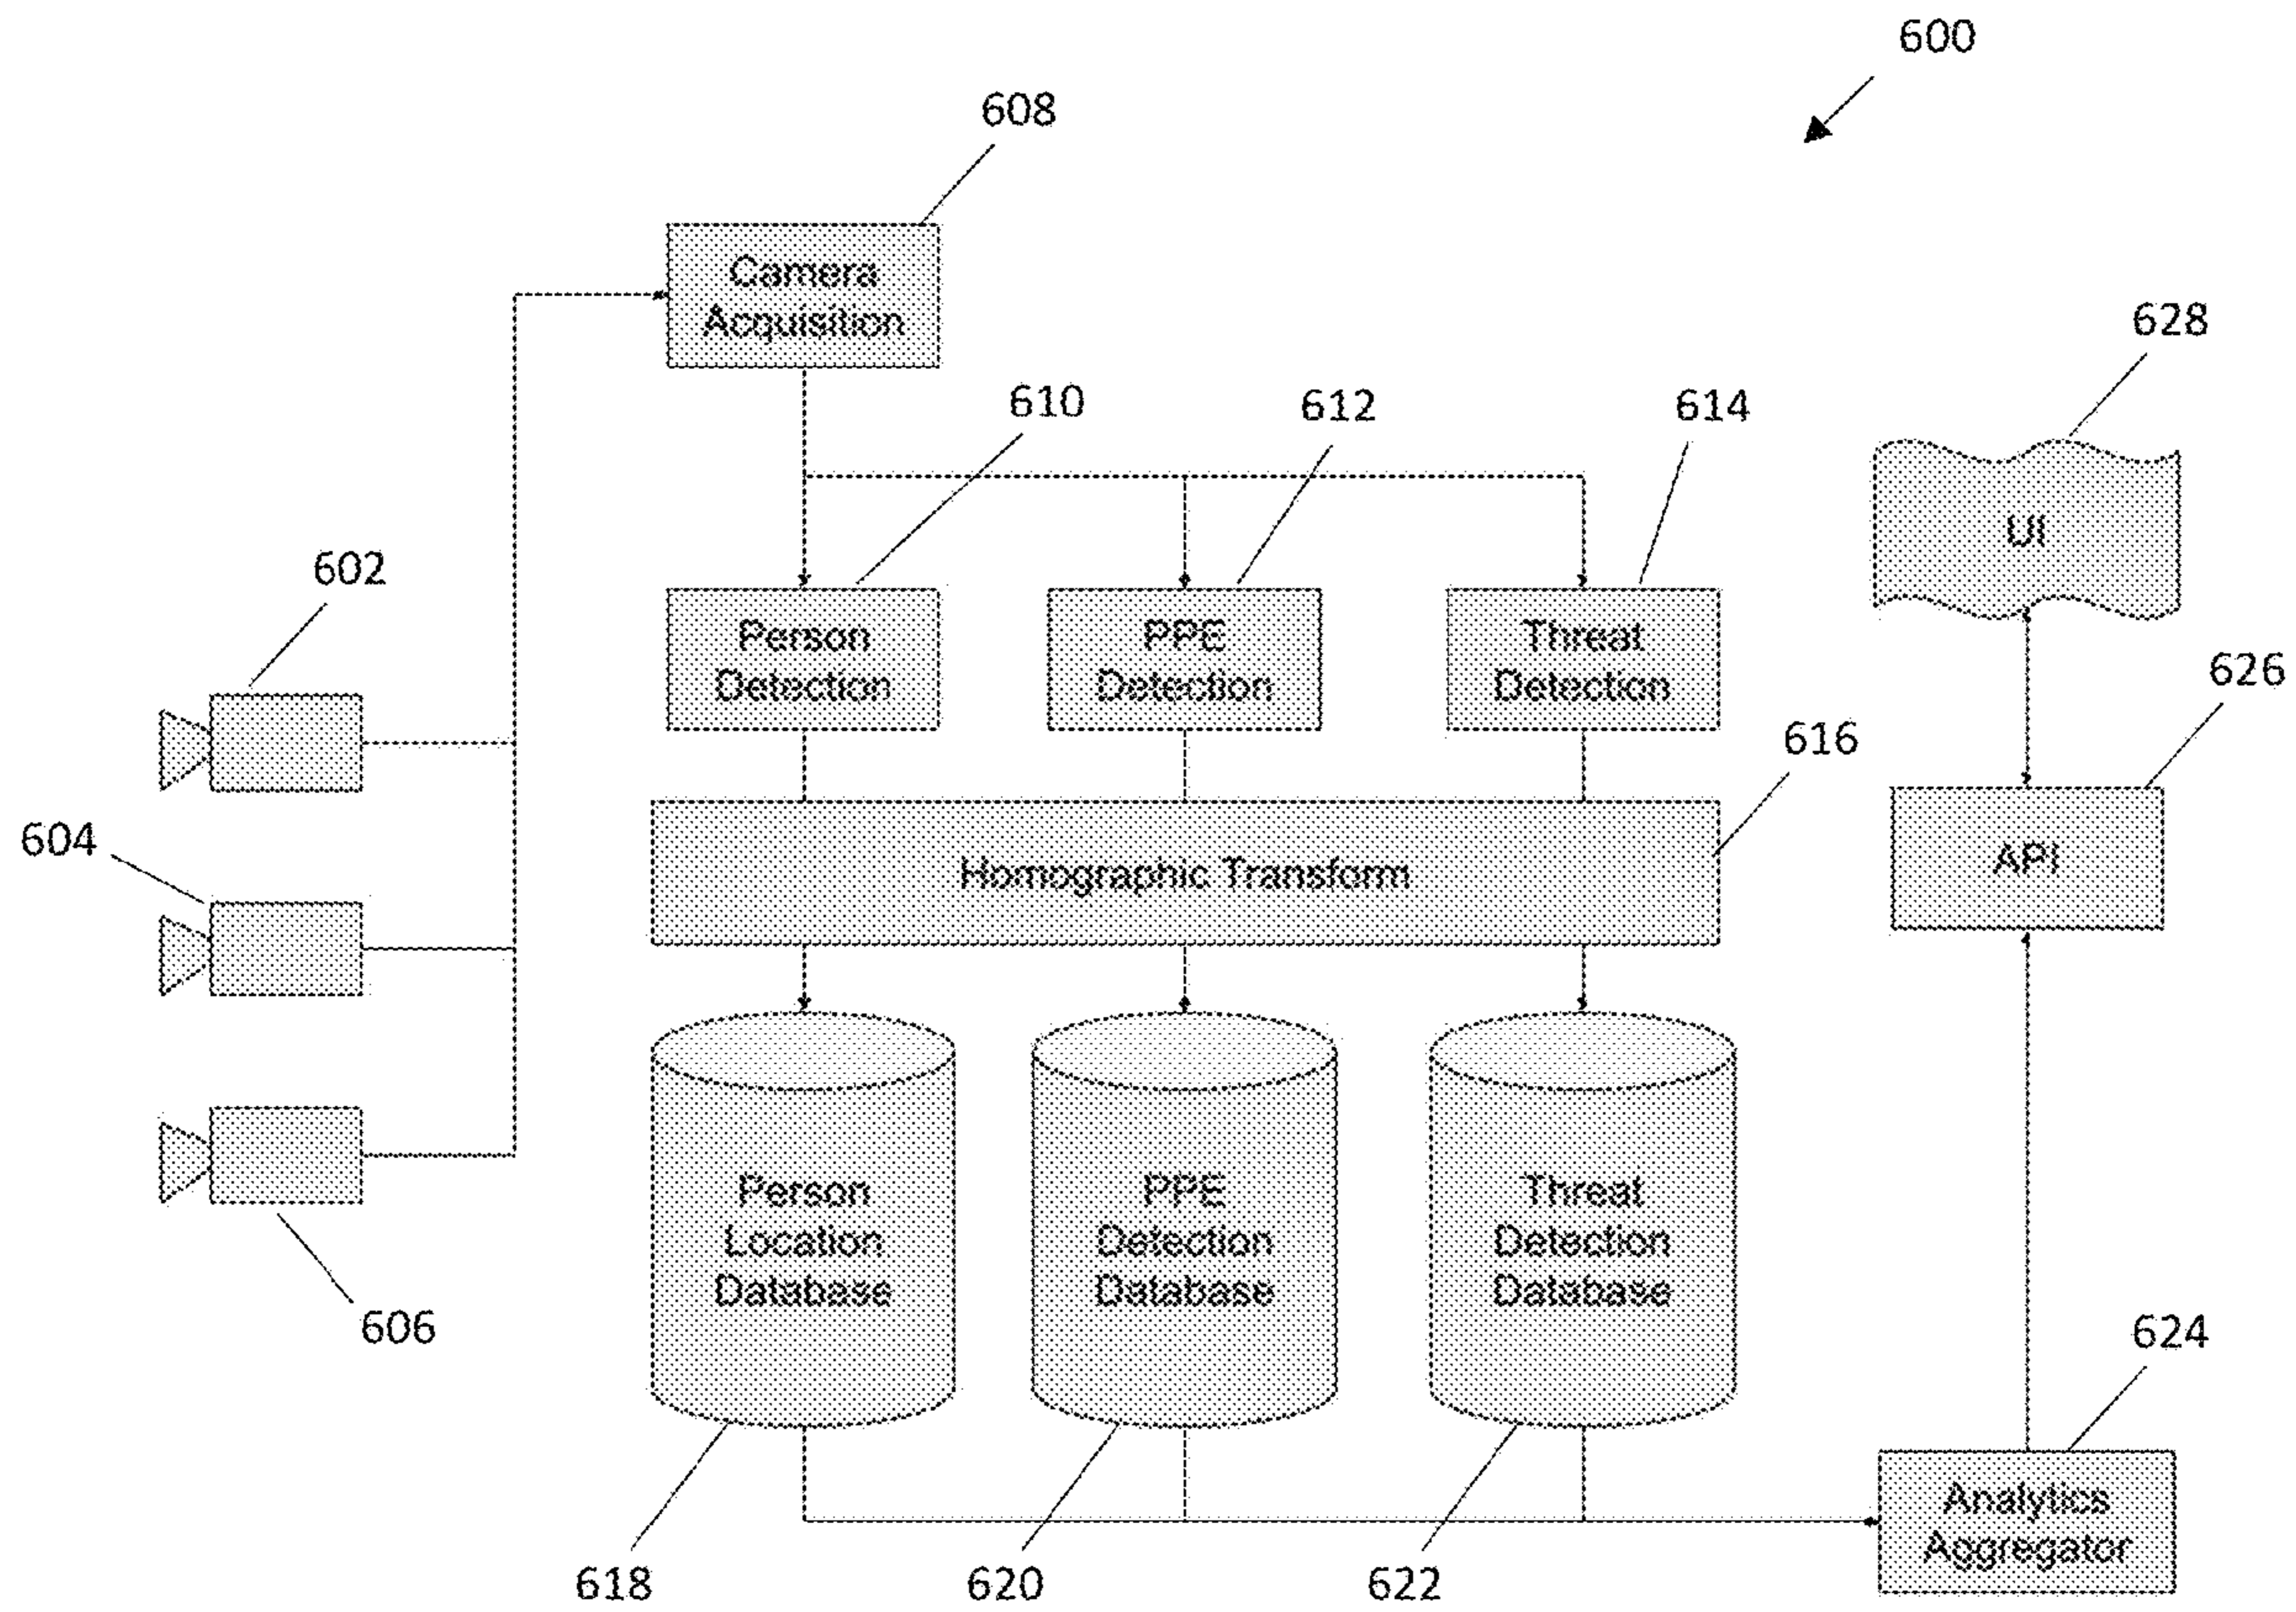 600
608
Camera
Acquisition
628
610
612
614
UI
602
Person
Detection
PPE
Detection
Threat
Detection
626
616
604
Homographic Transform
API
Person
Location
Database
PPE
Detection
Database
Threat
Detection
Database
606
624
Analytics
Aggregator
618
620
622